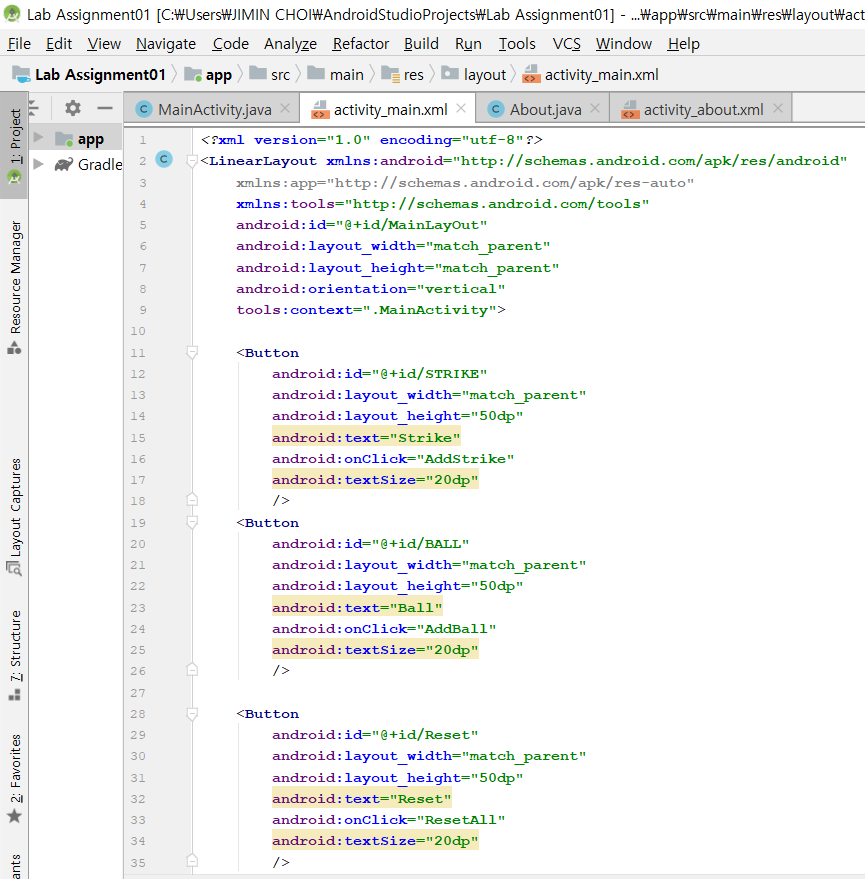 Lab Assignment01 [C:₩Users₩JIMIN CHOI₩AndroidStudioProjects₩Lab Assignment01] - ...₩app₩src₩main₩res₩layout₩act
File Edit View Navigate Code Analyze Refactor Build Run Tools VCS Window Help
Lab Assignment01 app src main res layout activity_main.xml
MainActivity.java activity_main.xml About.java activity_about.xml
1: Project
app
Gradle
Resource Manager
Layout Captures
7: Structure
2: Favorites
ants
1 <?xml version="1.0" encoding="utf-8"?>
2 <LinearLayout xmlns:android="http://schemas.android.com/apk/res/android"
3 xmlns:app="http://schemas.android.com/apk/res-auto"
4 xmlns:tools="http://schemas.android.com/tools"
5 android:id="@+id/MainLayOut"
6 android:layout_width="match_parent"
7 android:layout_height="match_parent"
8 android:orientation="vertical"
9 tools:context=".MainActivity">
10
11 <Button
12 android:id="@+id/STRIKE"
13 android:layout_width="match_parent"
14 android:layout_height="50dp"
15 android:text="Strike"
16 android:onClick="AddStrike"
17 android:textSize="20dp"
18 />
19 <Button
20 android:id="@+id/BALL"
21 android:layout_width="match_parent"
22 android:layout_height="50dp"
23 android:text="Ball"
24 android:onClick="AddBall"
25 android:textSize="20dp"
26 />
27
28 <Button
29 android:id="@+id/Reset"
30 android:layout_width="match_parent"
31 android:layout_height="50dp"
32 android:text="Reset"
33 android:onClick="ResetAll"
34 android:textSize="20dp"
35 />